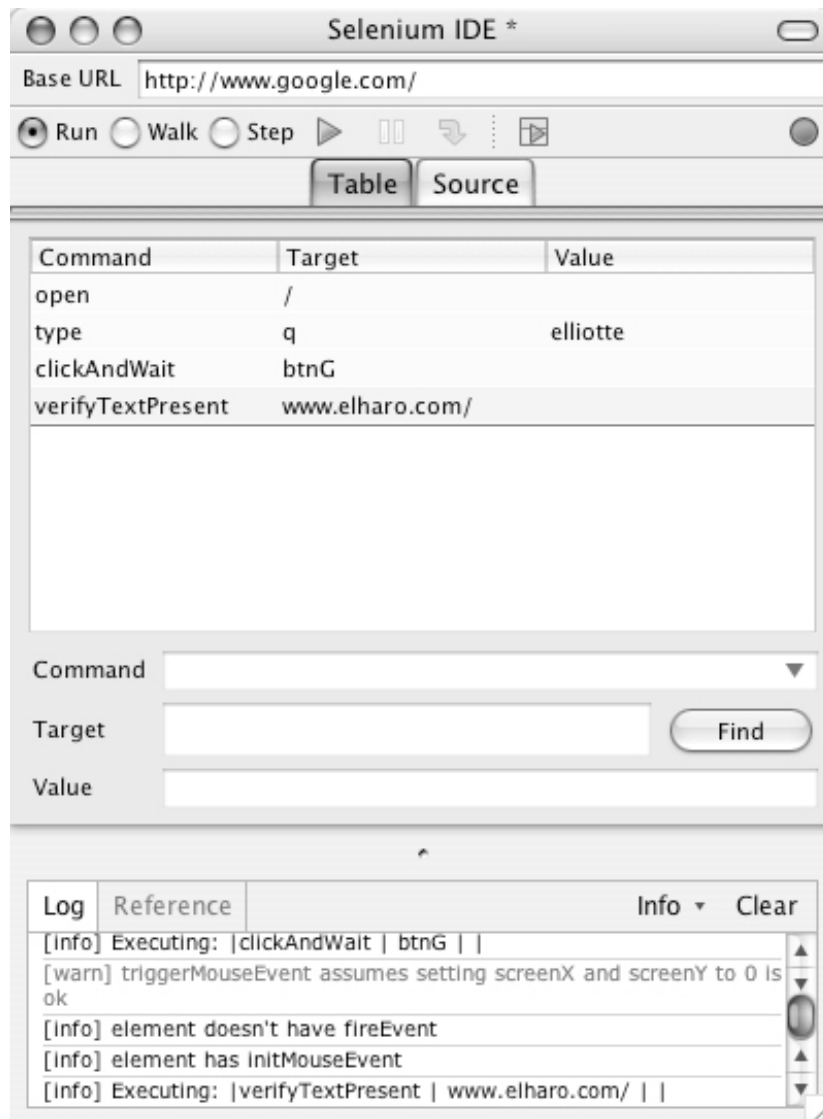 Selenium IDE *
Base URL http://www.google.com/
Run Walk Step
Table Source
Command Target Value
open /
type q elliotte
clickAndWait btnG
verifyTextPresent www.elharo.com/
Command
Target Find
Value
Log Reference Info Clear
[info] Executing: |clickAndWait | btnG | |
[warn] triggerMouseEvent assumes setting screenX and screenY to 0 is
ok
[info] element doesn't have fireEvent
[info] element has initMouseEvent
[info] Executing: |verifyTextPresent | www.elharo.com/ | |